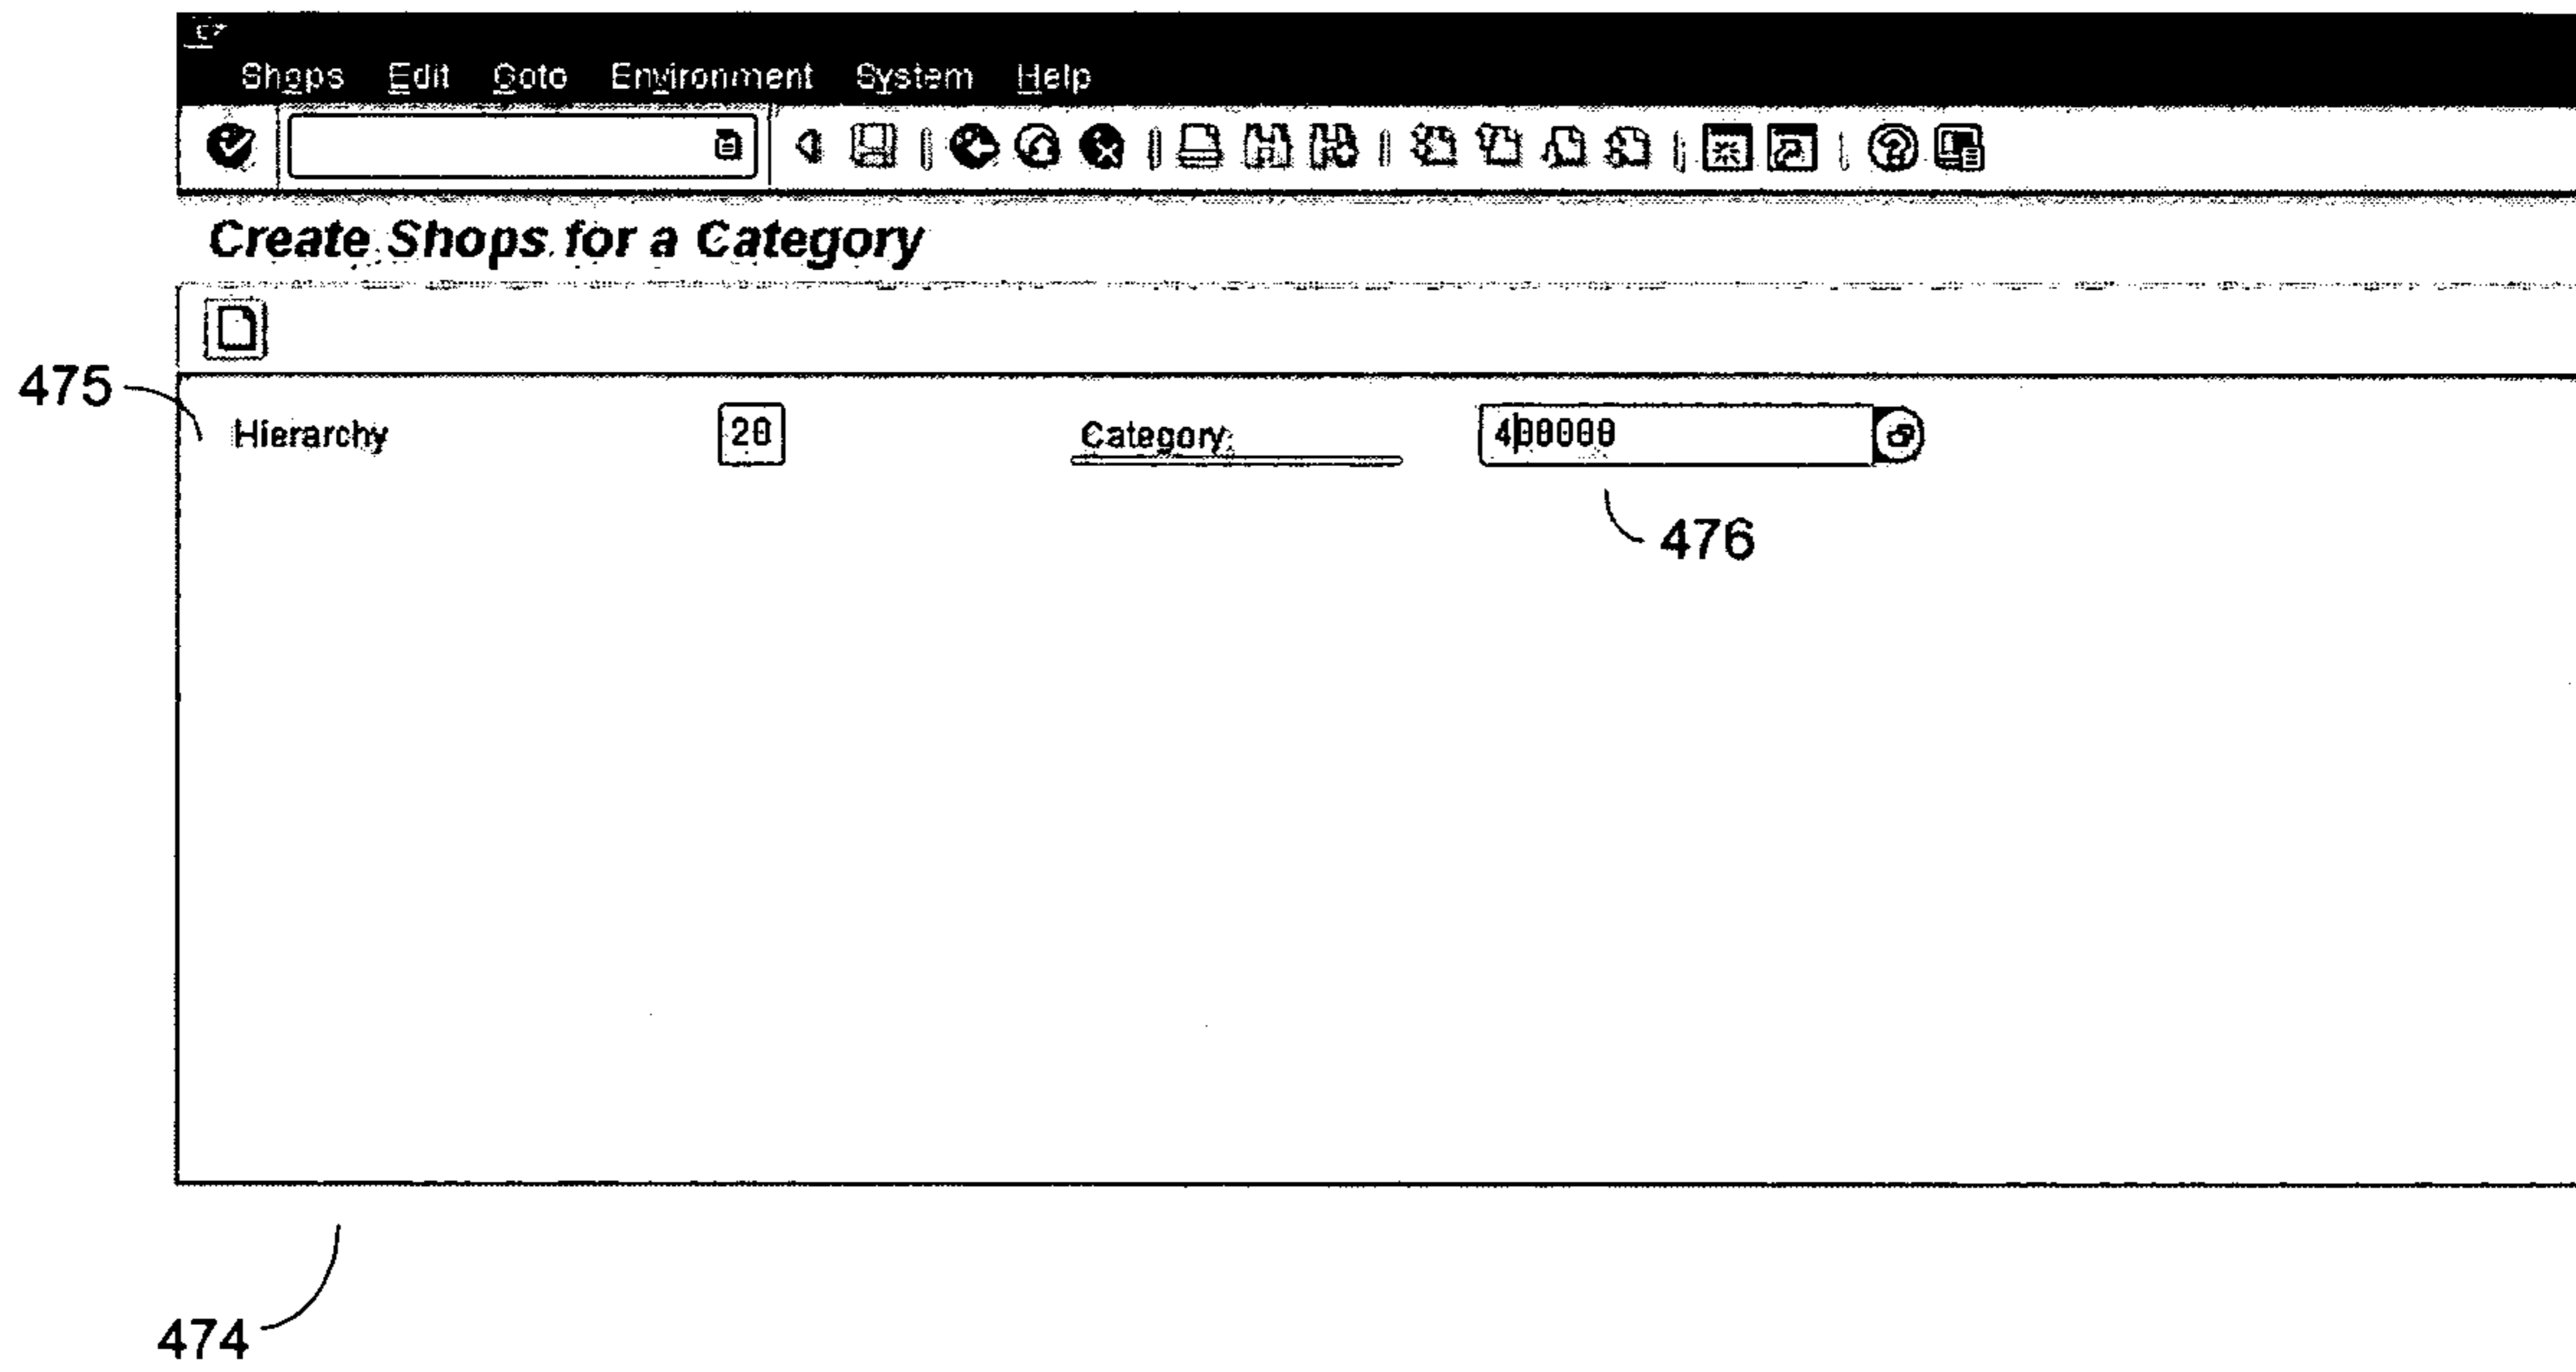 Shops Edit Goto Environment System Help
Create Shops for a Category
475
Hierarchy 20 Category 400000
476
474